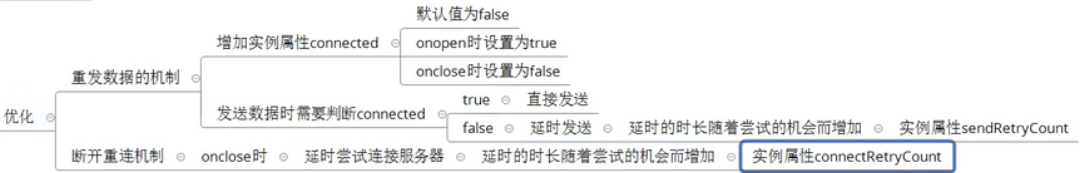 优化
重发数据的机制
增加实例属性connected
默认值为false
onopen时设置为true
onclose时设置为false
发送数据时需要判断connected
true
直接发送
false
延时发送
延时的时长随着尝试的机会而增加
实例属性sendRetryCount
断开重连机制
onclose时
延时尝试连接服务器
延时的时长随着尝试的机会而增加
实例属性connectRetryCount